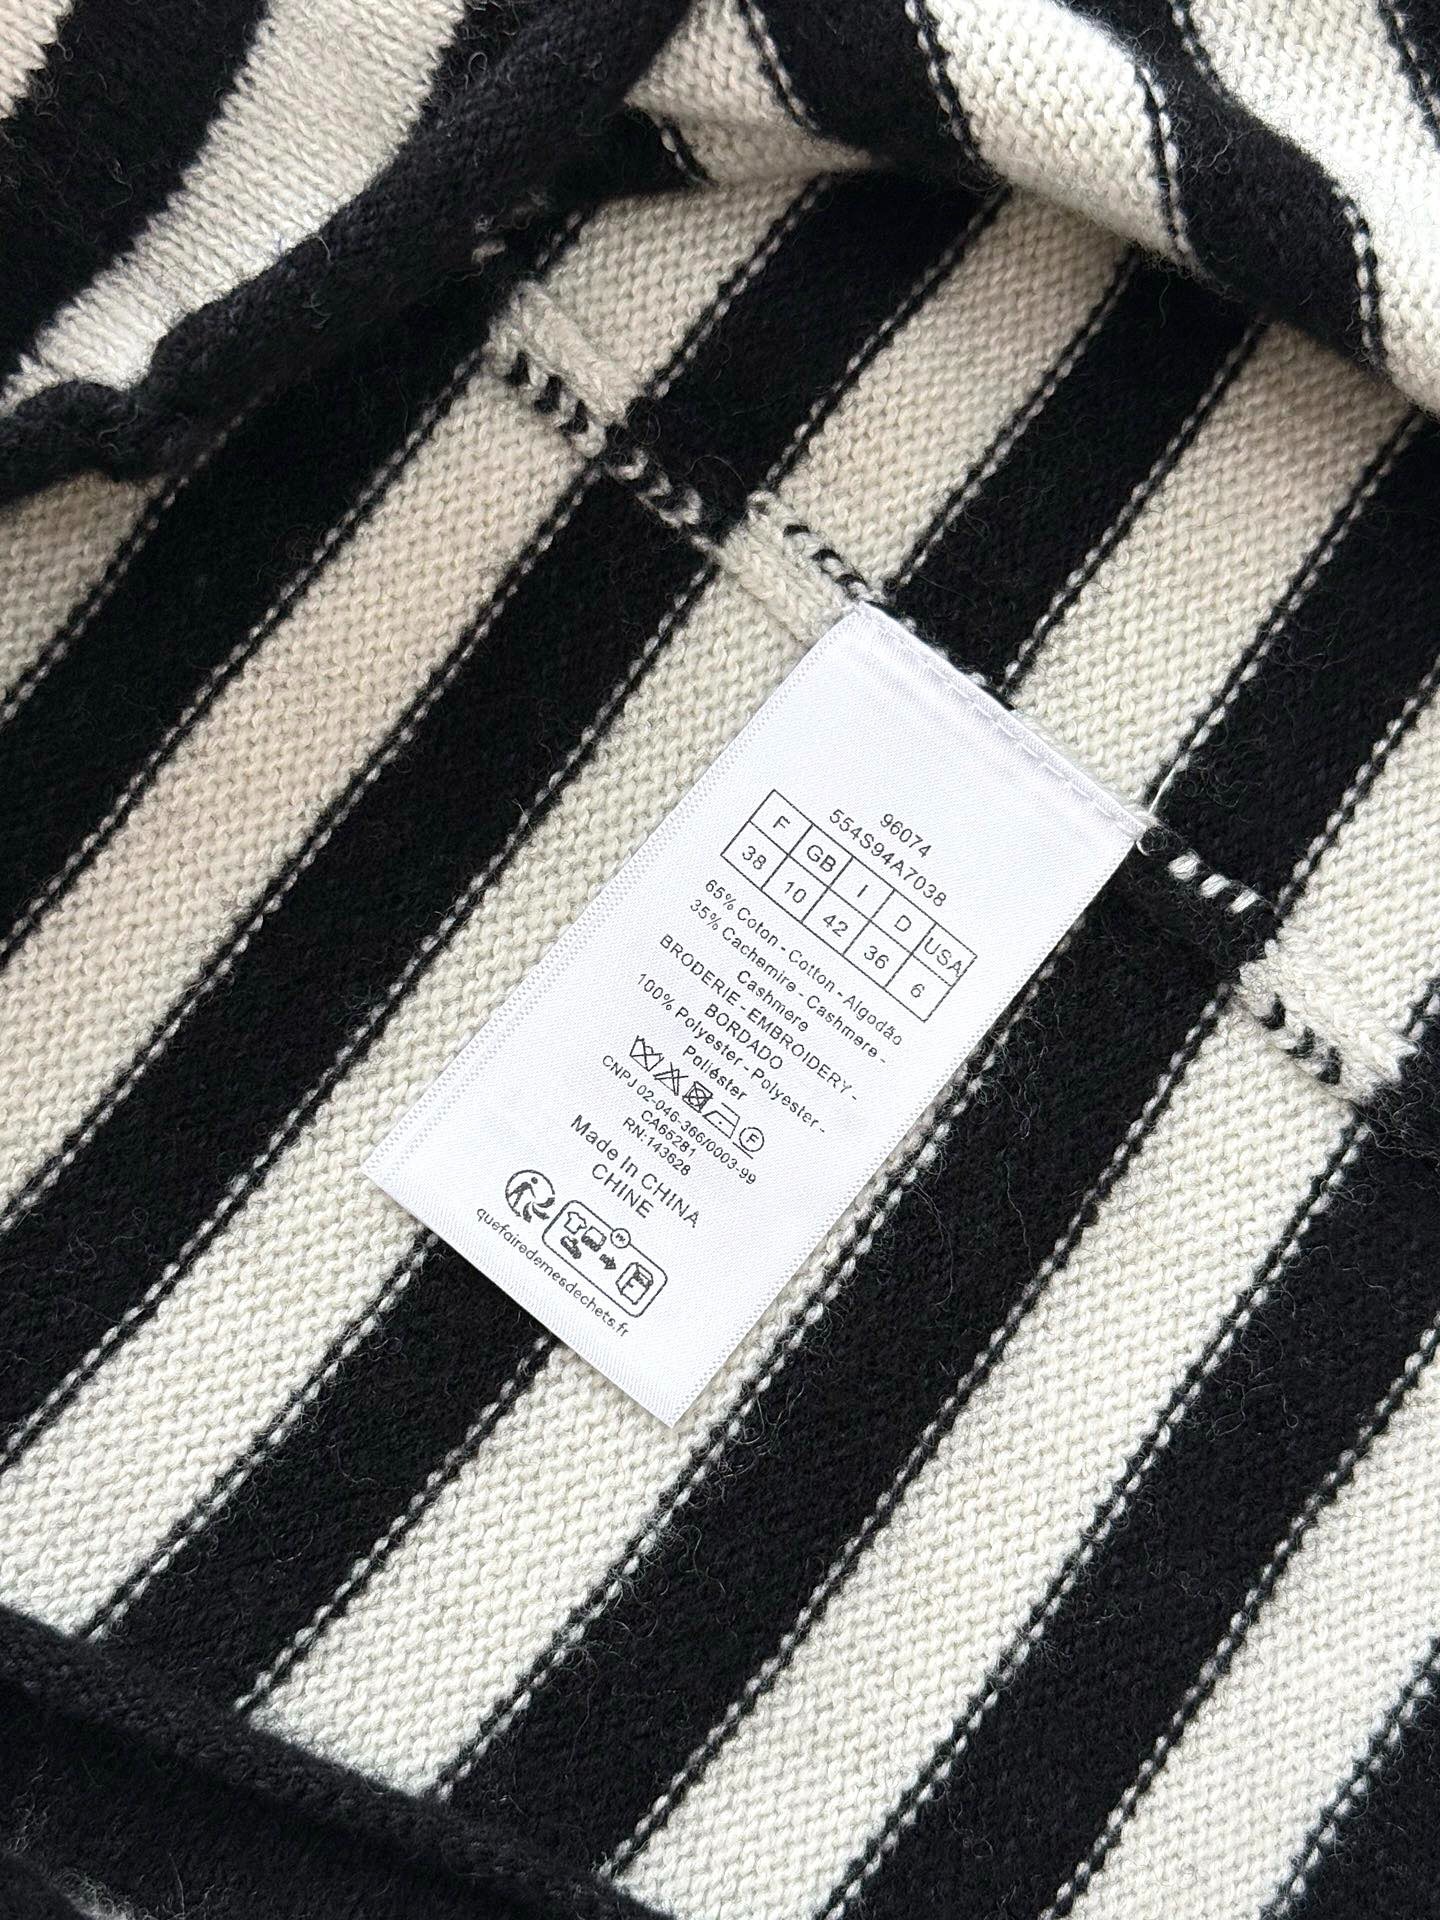 96074
554S94A7038
F GB I D USA
38 10 42 36 6
65% Coton - Cotton - Algodão
35% Cachemire - Cashmere -
Cashmere
BRODERIE - EMBROIDERY -
BORDADO
100% Polyester - Polyester -
Poliéster
F
CNPJ 02-046-366/0003-99
CA65281
RN:143628
Made In CHINA
CHINE
quefairedemesdechets.fr